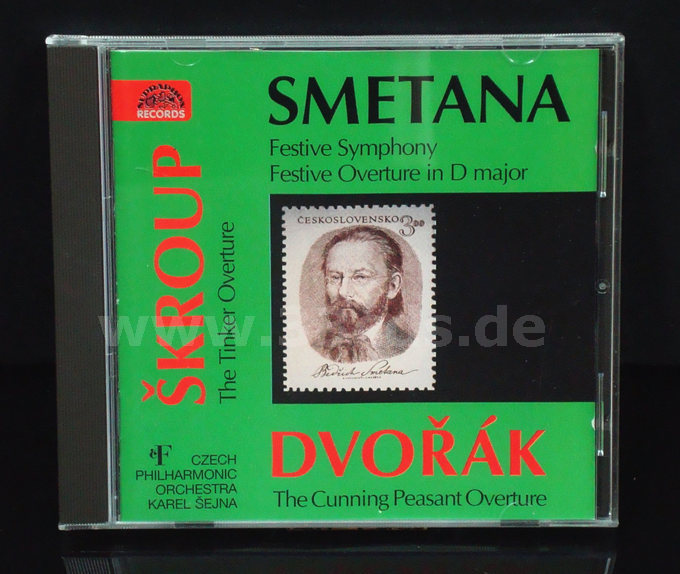 SUPRAPHON
RECORDS
SMETANA
Festive Symphony
Festive Overture in D major
ŠKROUP
The Tinker Overture
ČESKOSLOVENSKO
3.00
Bedřich Smetana
DVOŘÁK
The Cunning Peasant Overture
CZECH
PHILHARMONIC
ORCHESTRA
KAREL ŠEJNA